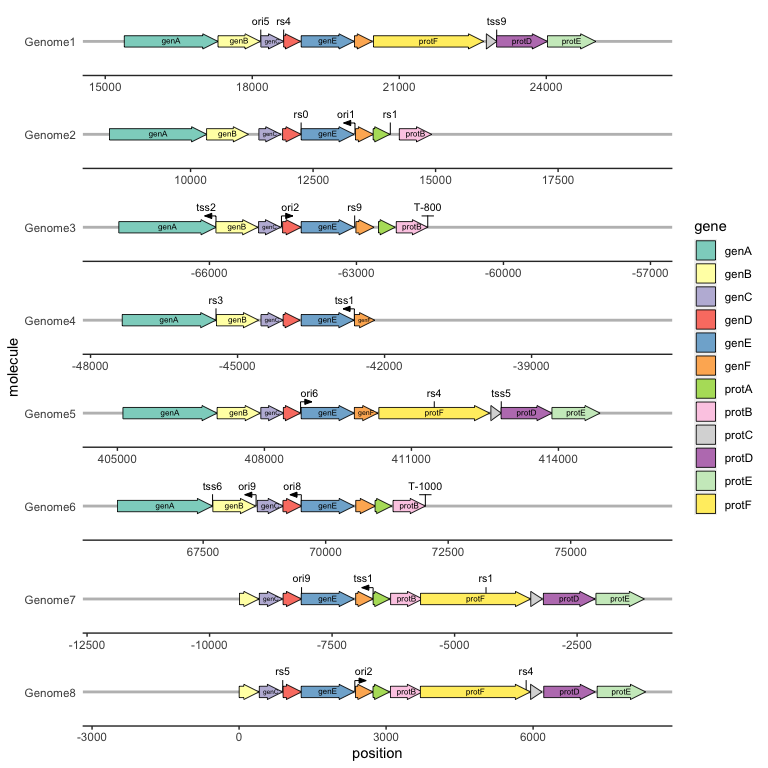 ori5 rs4 tss9
Genome1 genA genB genC genE protF protD protE
15000 18000 21000 24000
rs0 ori1 rs1
Genome2 genA genB genC genE protB
10000 12500 15000 17500
tss2 ori2 rs9 T-800
Genome3 genA genB genC genE protB
-66000 -63000 -60000 -57000
rs3 tss1
Genome4 genA genB genC genE genF
-48000 -45000 -42000 -39000
ori6 rs4 tss5
Genome5 genA genB genC genE genF protF protD protE
405000 408000 411000 414000
tss6 ori9 ori8 T-1000
Genome6 genA genB genC genE protB
67500 70000 72500 75000
ori9 tss1 rs1
Genome7 genC genE protB protF protD protE
-12500 -10000 -7500 -5000 -2500
rs5 ori2 rs4
Genome8 genC genE protB protF protD protE
-3000 0 3000 6000
position
molecule
gene
genA
genB
genC
genD
genE
genF
protA
protB
protC
protD
protE
protF